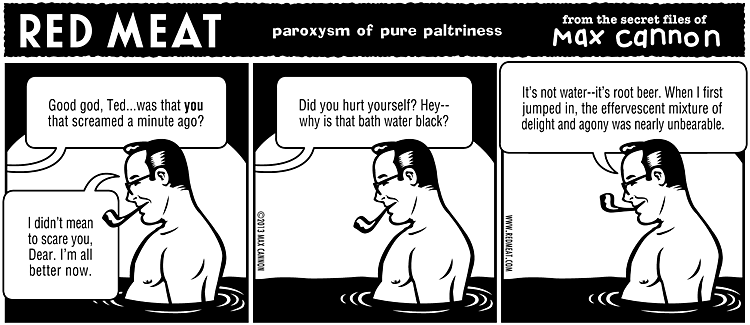 RED MEAT
paroxysm of pure paltriness
from the secret files of
Max cannon
Good god, Ted...was that you
that screamed a minute ago?
I didn't mean
to scare you,
Dear. I'm all
better now.
Did you hurt yourself? Hey--
why is that bath water black?
©2013 MAX CANNON
It's not water--it's root beer. When I first
jumped in, the effervescent mixture of
delight and agony was nearly unbearable.
WWW.REDMEAT.COM